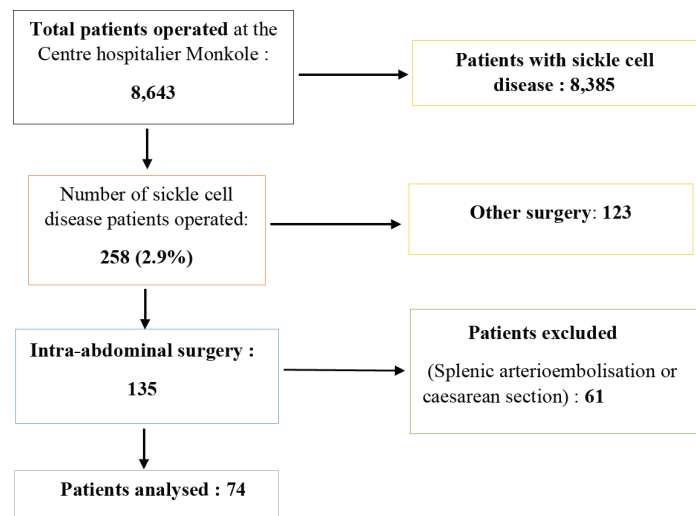 Total patients operated at the
Centre hospitalier Monkole :
8,643
Patients with sickle cell
disease : 8,385
Number of sickle cell
disease patients operated:
258 (2.9%)
Other surgery: 123
Intra-abdominal surgery :
135
Patients excluded
(Splenic arterioembolisation or
caesarean section) : 61
Patients analysed : 74